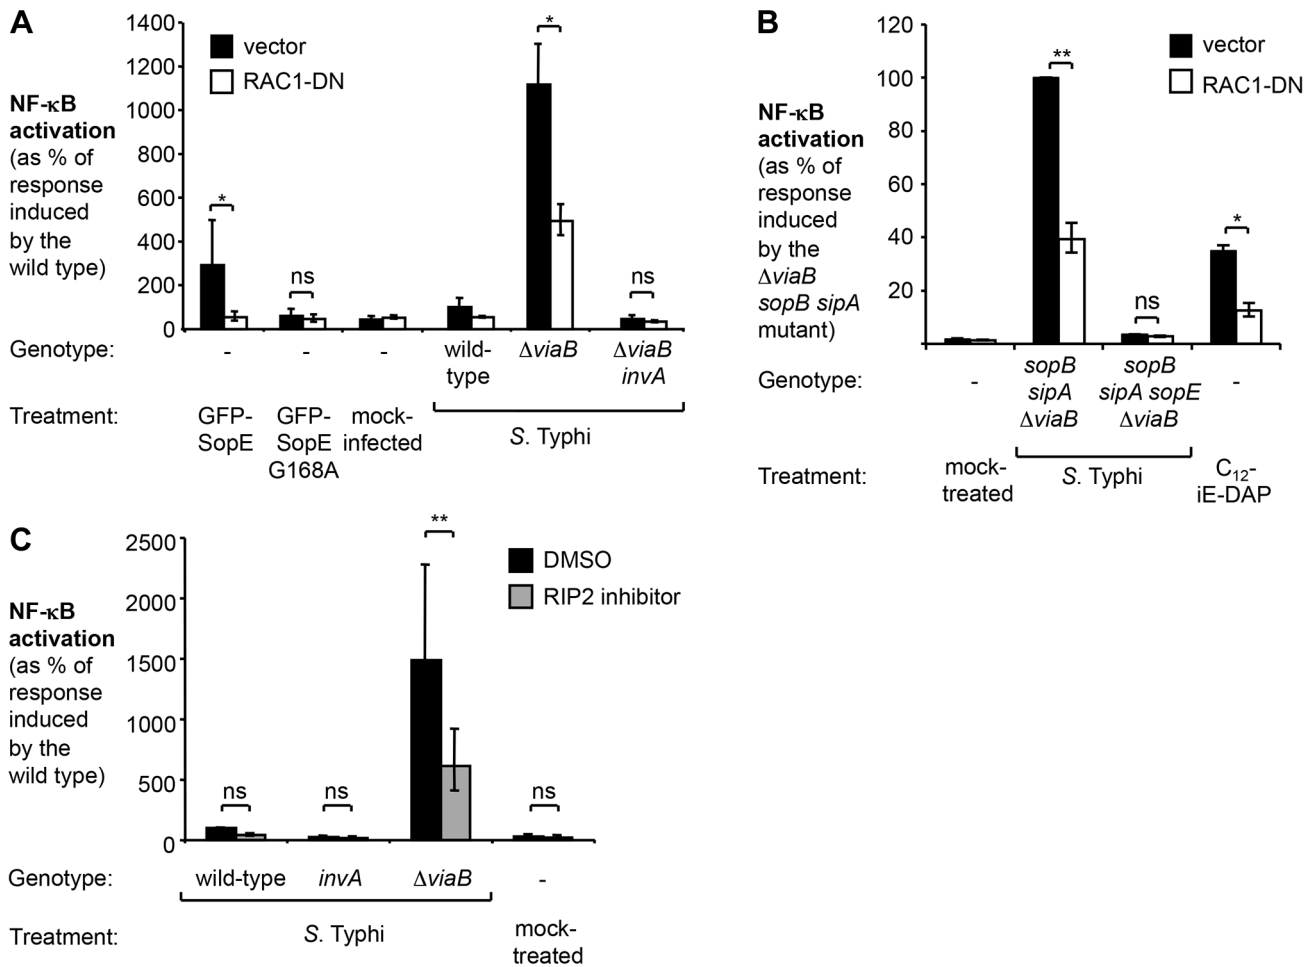 A
NF-κB
activation
(as % of
response
induced
by the
wild type)
1400
1200
1000
800
600
400
200
0
vector
RAC1-DN
*
ns
*
ns
Genotype:
-
-
-
wild-
type
ΔviaB
ΔviaB
invA
Treatment:
GFP-
SopE
GFP-
SopE
G168A
mock-
infected
S. Typhi
B
NF-κB
activation
(as % of
response
induced
by the
ΔviaB
sopB sipA
mutant)
120
100
80
60
40
20
vector
RAC1-DN
**
ns
*
Genotype:
-
sopB
sipA
ΔviaB
sopB
sipA sopE
ΔviaB
-
Treatment:
mock-
treated
S. Typhi
C₁₂-
iE-DAP
C
NF-κB
activation
(as % of
response
induced
by the
wild type)
2500
2000
1500
1000
500
0
DMSO
RIP2 inhibitor
ns
ns
**
ns
Genotype:
wild-type
invA
ΔviaB
-
Treatment:
S. Typhi
mock-
treated